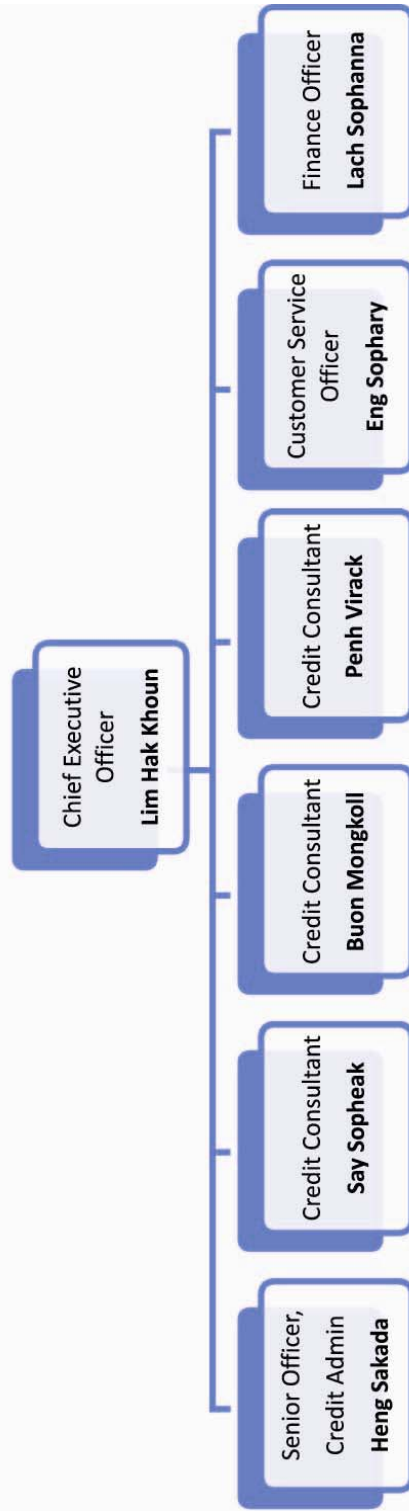 Chief Executive
Officer
Lim Hak Khoun
Senior Officer,
Credit Admin
Heng Sakada
Credit Consultant
Say Sopheak
Credit Consultant
Buon Mongkoll
Credit Consultant
Penh Virack
Customer Service
Officer
Eng Sophary
Finance Officer
Lach Sophanna